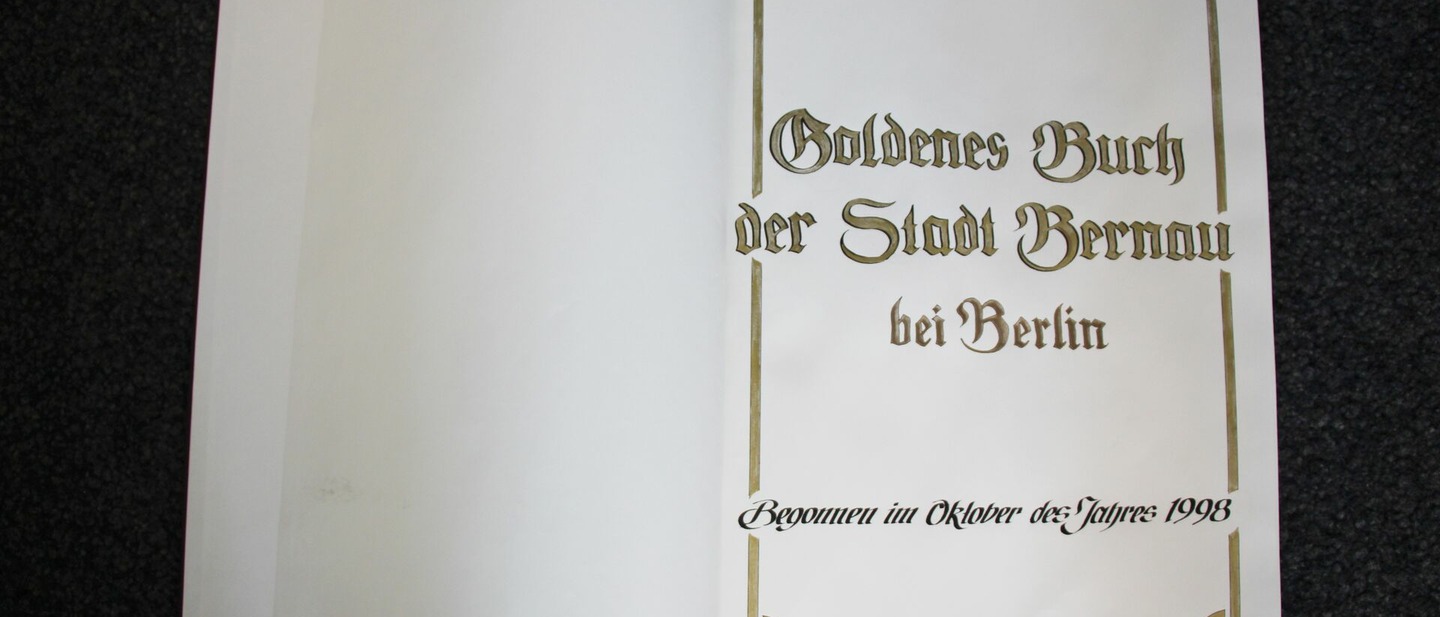 Goldenes Buch
der Stadt Bernau
bei Berlin
Begonnen im Oktober des Jahres 1998